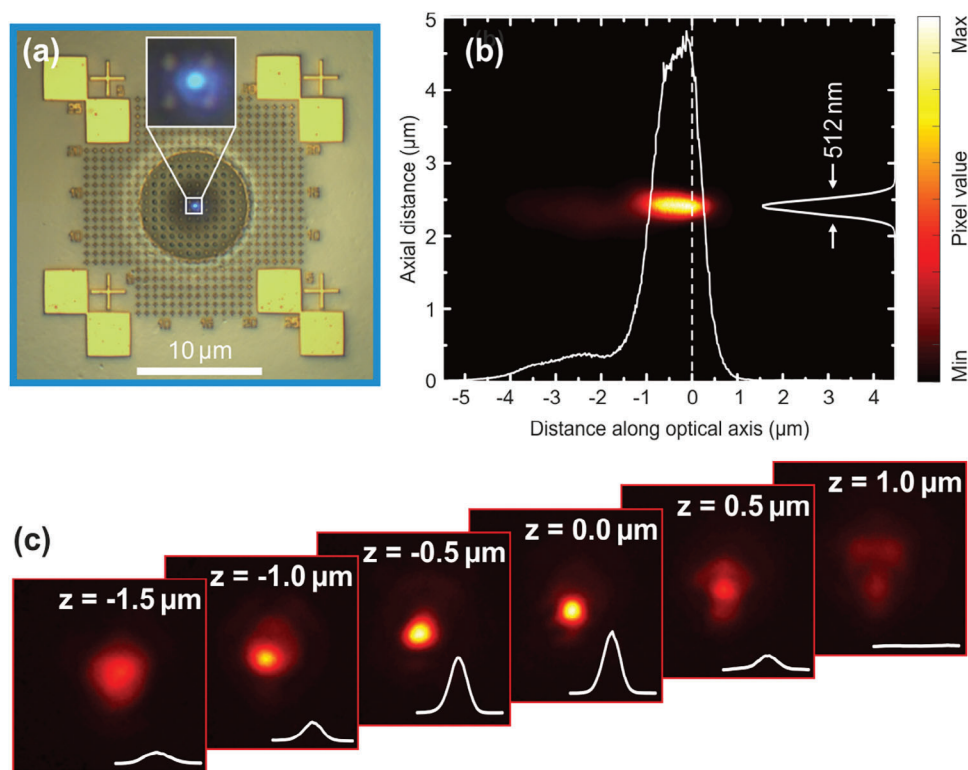 (a)
10 µm
(b)
5
4
3
2
1
0
Axial distance (µm)
-5
-4
-3
-2
-1
0
1
2
3
4
Distance along optical axis (µm)
512 nm
Max
Pixel value
Min
(c)
z = -1.5 µm
z = -1.0 µm
z = -0.5 µm
z = 0.0 µm
z = 0.5 µm
z = 1.0 µm